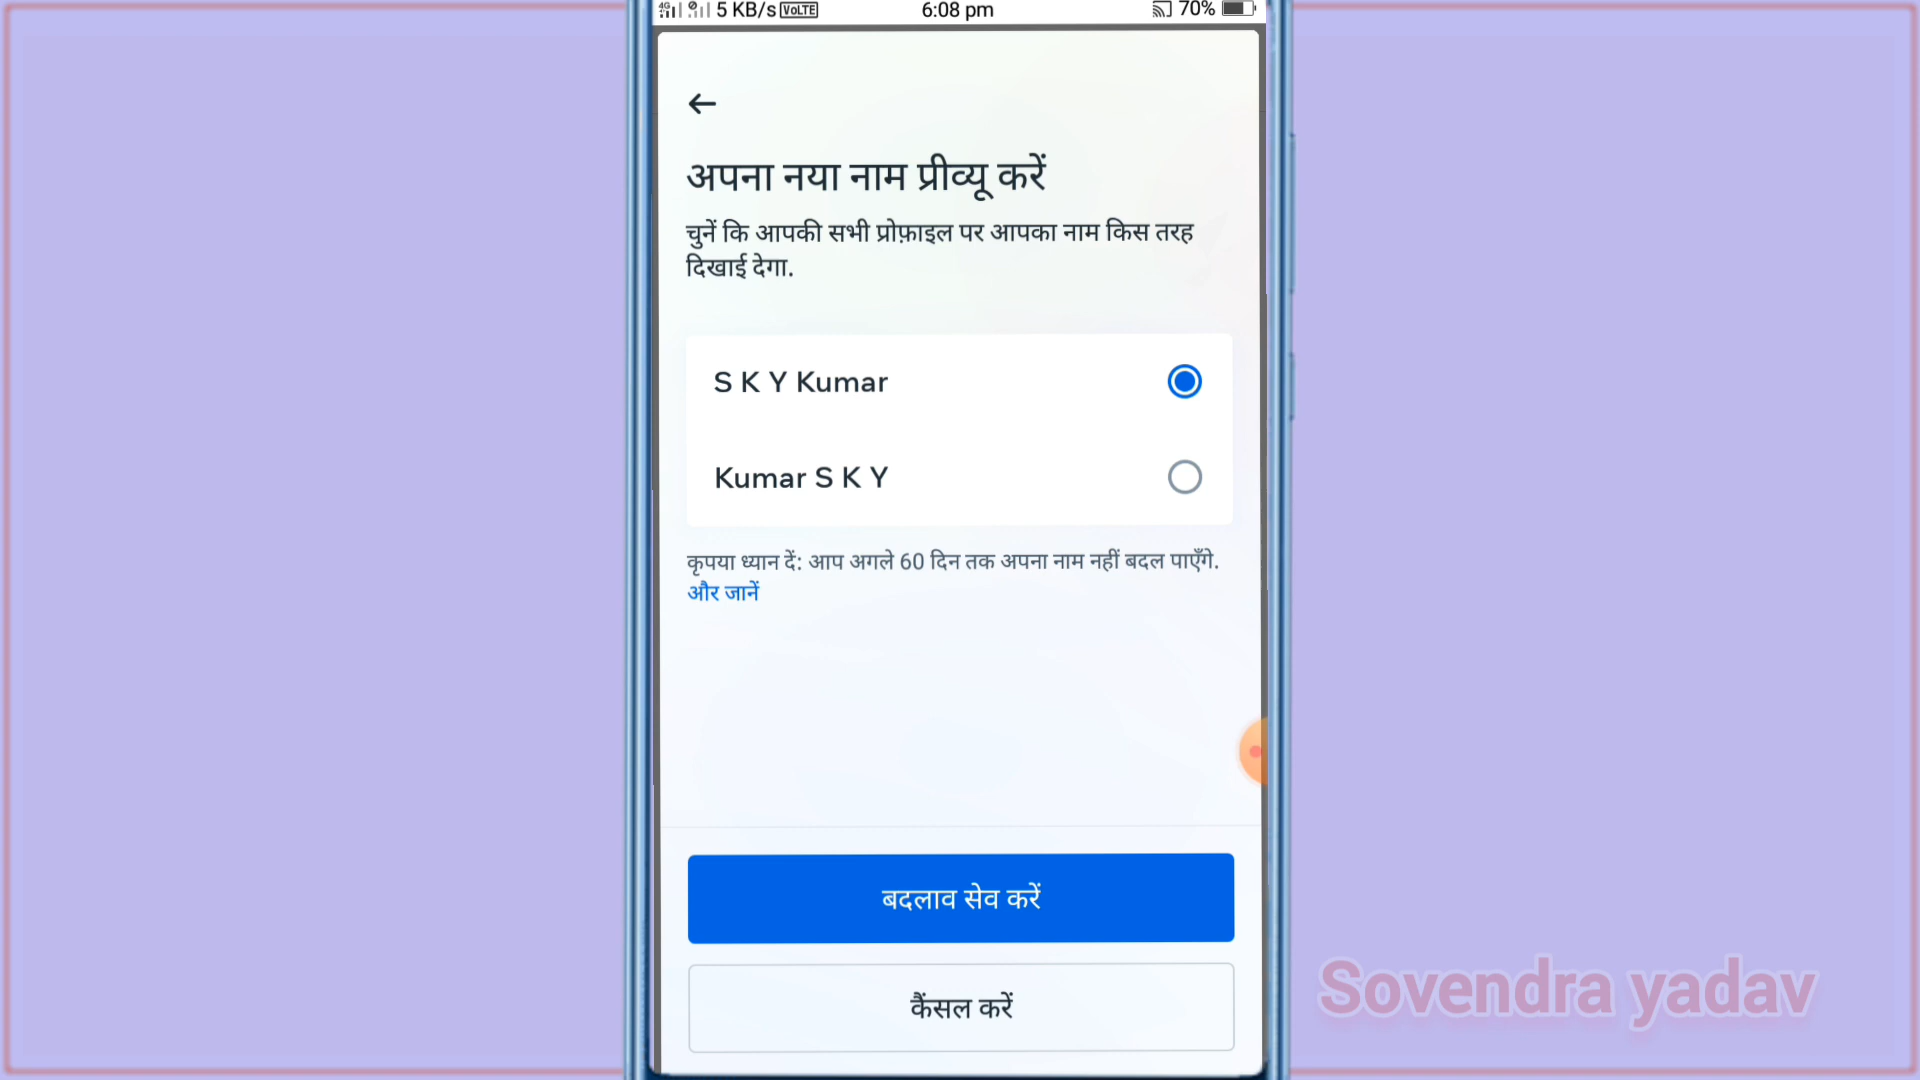 4G 5 KB/s VoLTE 6:08 pm 70%
अपना नया नाम प्रीव्यू करें
चुनें कि आपकी सभी प्रोफ़ाइल पर आपका नाम किस तरह
दिखाई देगा.
S K Y Kumar
Kumar S K Y
कृपया ध्यान दें: आप अगले 60 दिन तक अपना नाम नहीं बदल पाएँगे.
और जानें
बदलाव सेव करें
कैंसल करें
Sovendra yadav